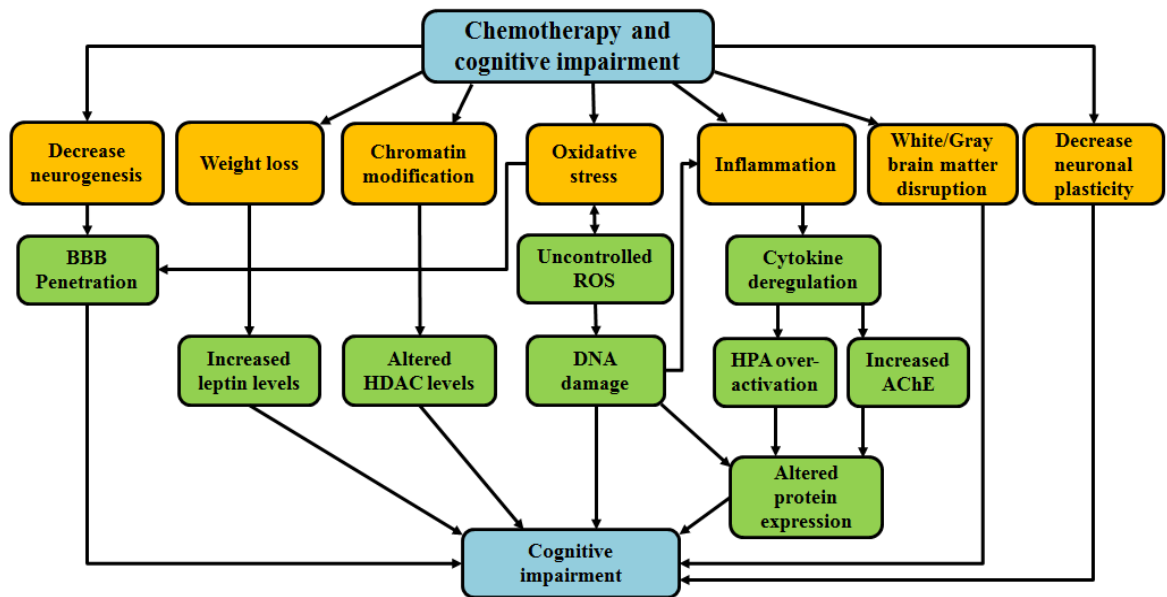 Chemotherapy and
cognitive impairment
Decrease
neurogenesis
Weight loss
Chromatin
modification
Oxidative
stress
Inflammation
White/Gray
brain matter
disruption
Decrease
neuronal
plasticity
BBB
Penetration
Uncontrolled
ROS
Cytokine
deregulation
Increased
leptin levels
Altered
HDAC levels
DNA
damage
HPA over-
activation
Increased
AChE
Altered
protein
expression
Cognitive
impairment